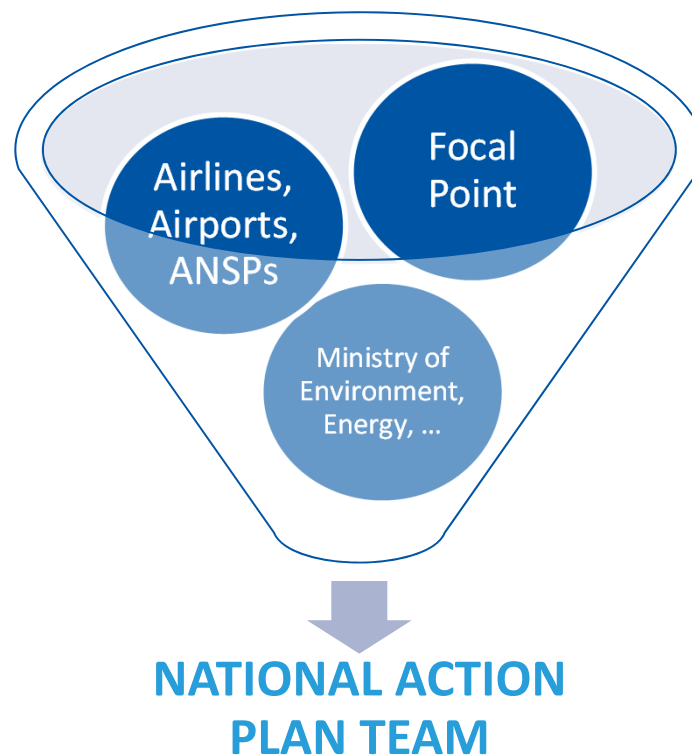 Focal
Point
Airlines,
Airports,
ANSPs
Ministry of
Environment,
Energy, ...
NATIONAL ACTION
PLAN TEAM